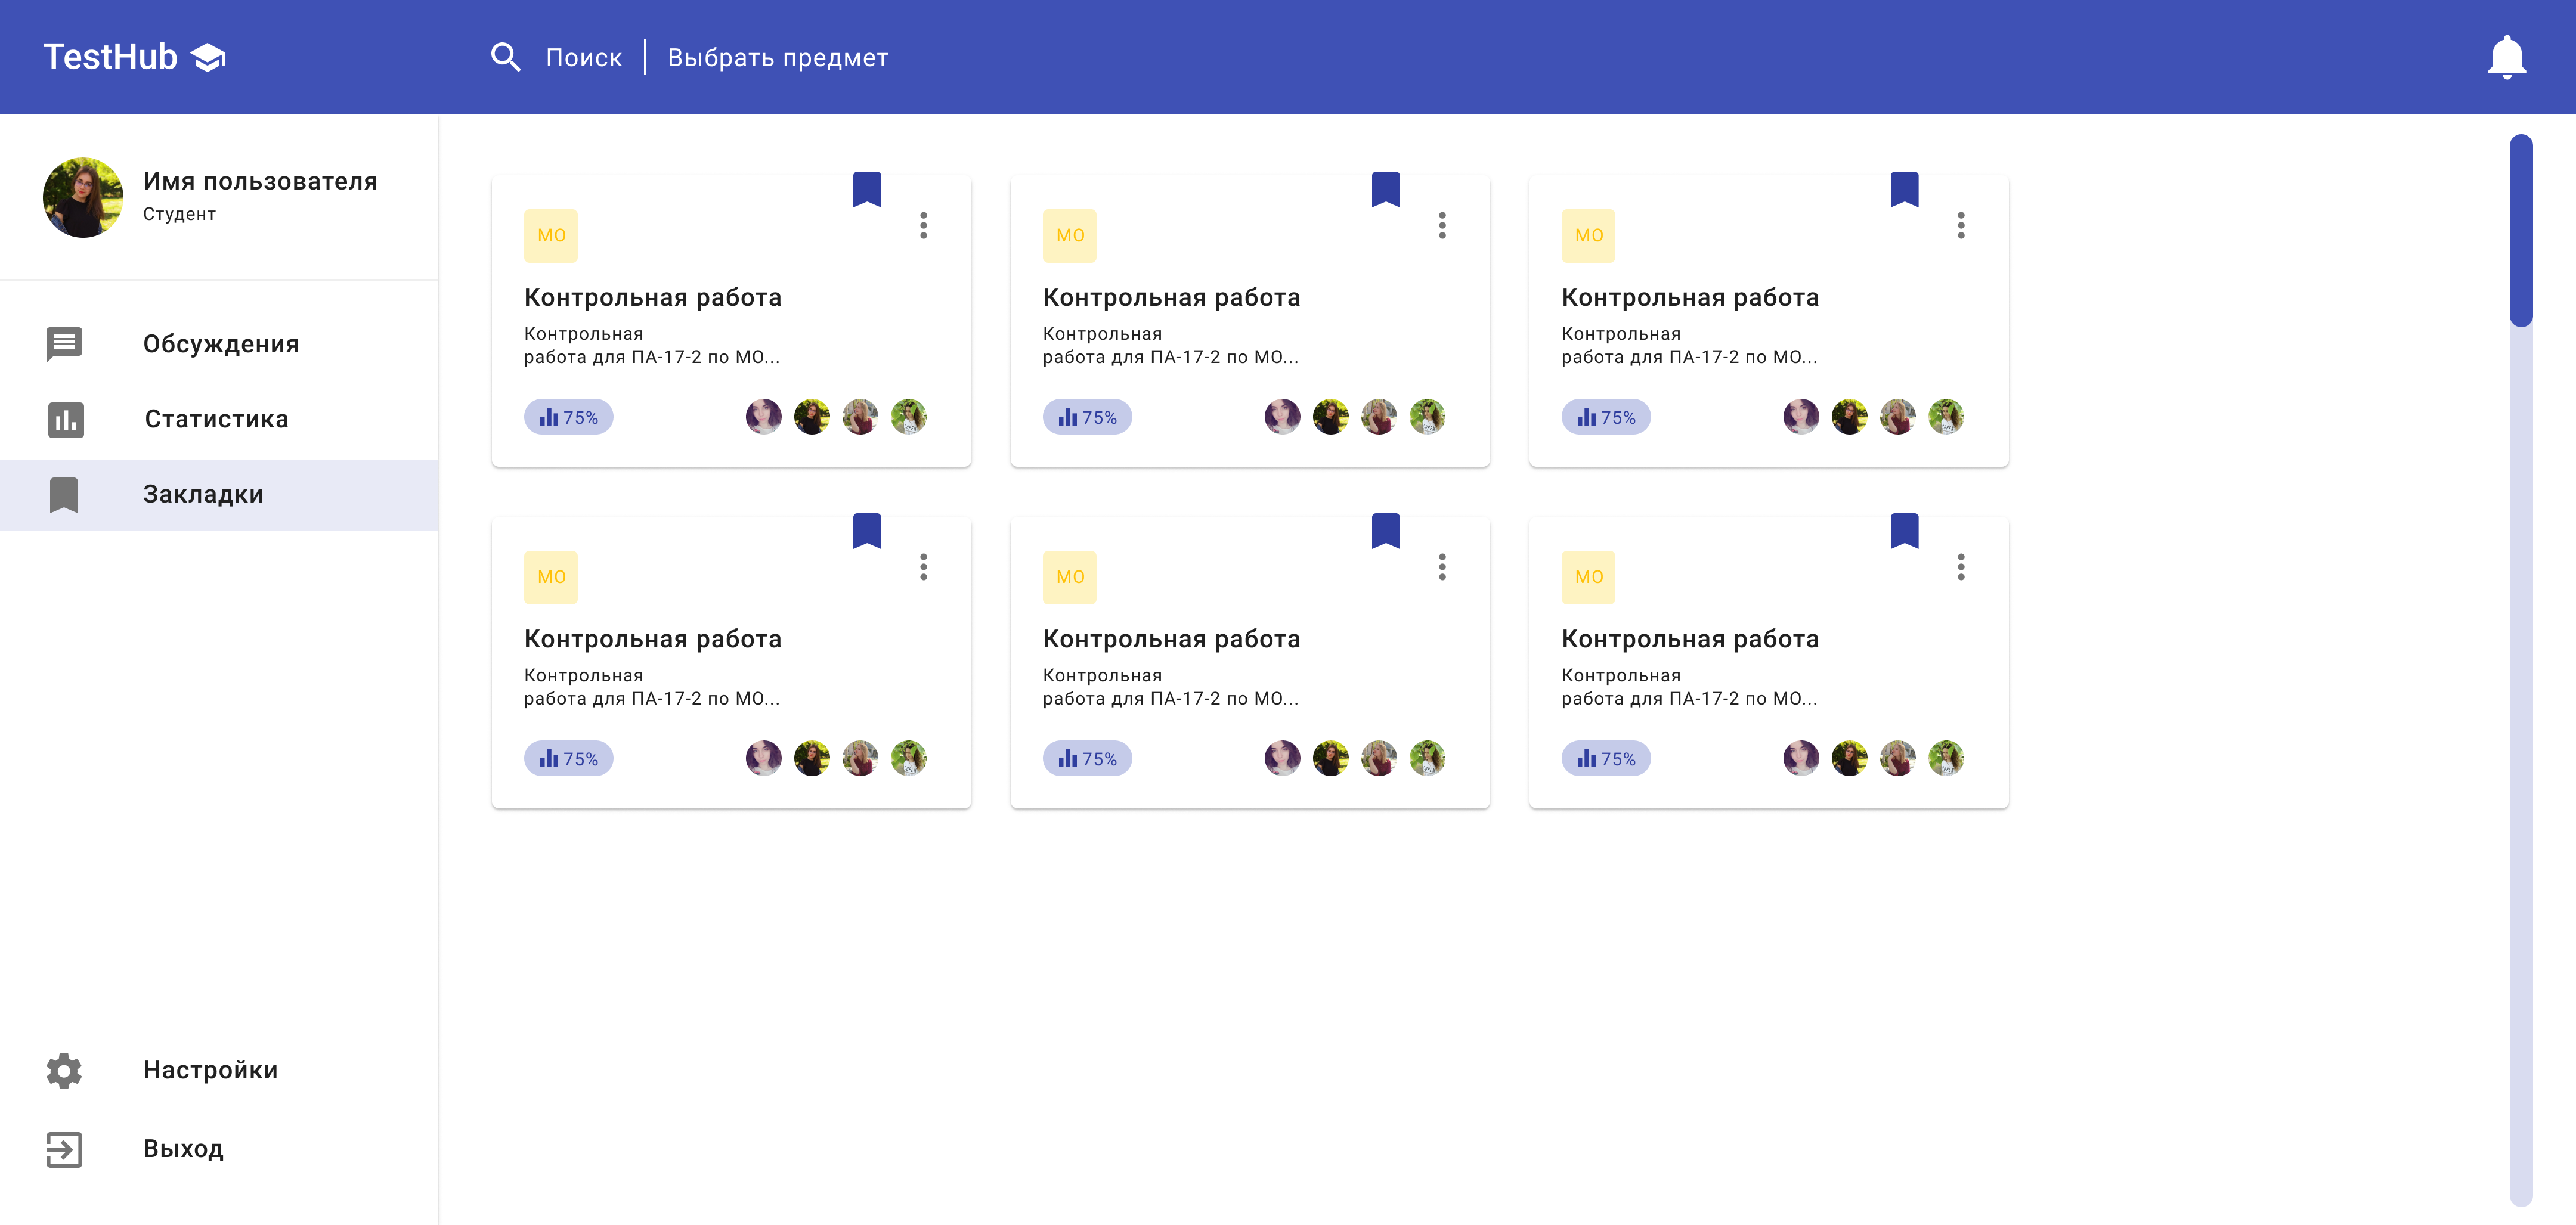 TestHub
Поиск
Выбрать предмет
Имя пользователя
Студент
Обсуждения
Статистика
Закладки
Настройки
Выход
МО
Контрольная работа
Контрольная
работа для ПА-17-2 по МО...
75%
МО
Контрольная работа
Контрольная
работа для ПА-17-2 по МО...
75%
МО
Контрольная работа
Контрольная
работа для ПА-17-2 по МО...
75%
МО
Контрольная работа
Контрольная
работа для ПА-17-2 по МО...
75%
МО
Контрольная работа
Контрольная
работа для ПА-17-2 по МО...
75%
МО
Контрольная работа
Контрольная
работа для ПА-17-2 по МО...
75%